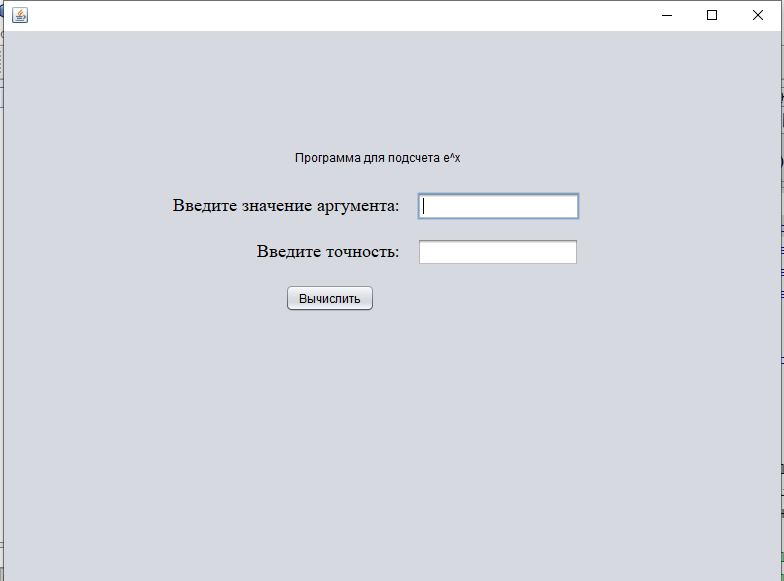 Программа для подсчета e^x
Введите значение аргумента:
Введите точность:
Вычислить